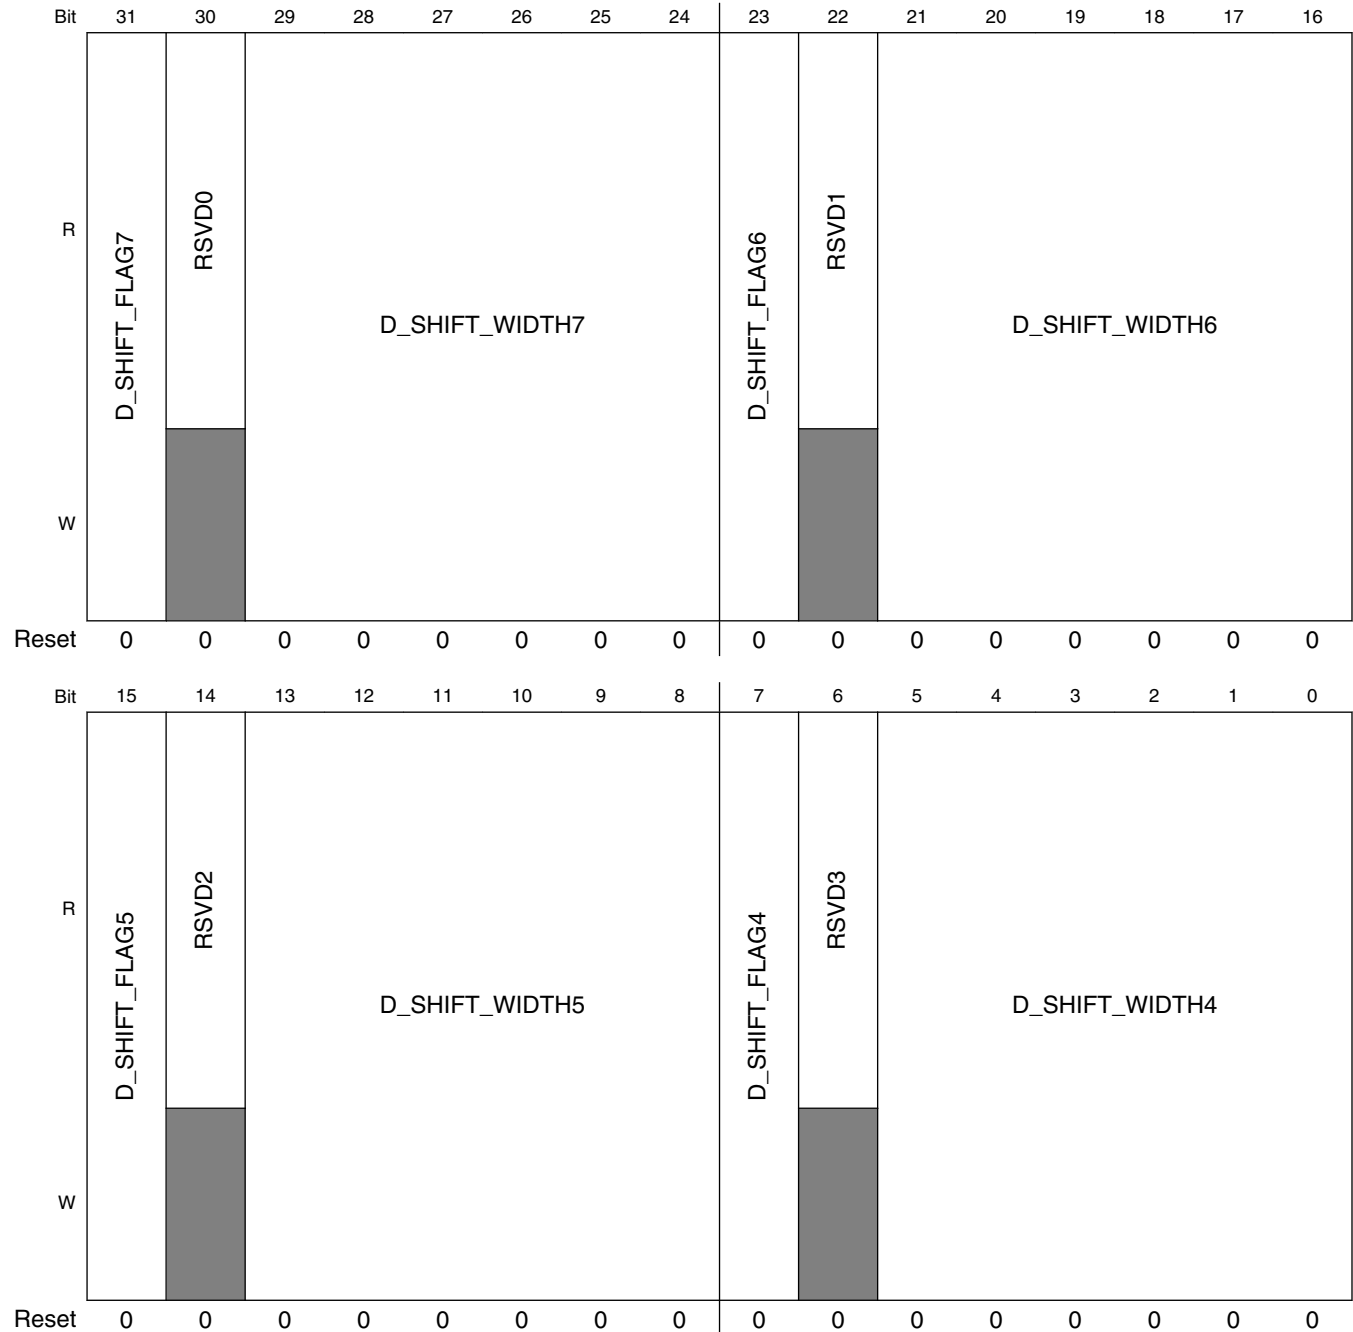 Bit 31 30 29 28 27 26 25 24 23 22 21 20 19 18 17 16
R D_SHIFT_FLAG7 RSVD0 D_SHIFT_WIDTH7 D_SHIFT_FLAG6 RSVD1 D_SHIFT_WIDTH6
W
Reset 0 0 0 0 0 0 0 0 0 0 0 0 0 0 0 0
Bit 15 14 13 12 11 10 9 8 7 6 5 4 3 2 1 0
R D_SHIFT_FLAG5 RSVD2 D_SHIFT_WIDTH5 D_SHIFT_FLAG4 RSVD3 D_SHIFT_WIDTH4
W
Reset 0 0 0 0 0 0 0 0 0 0 0 0 0 0 0 0